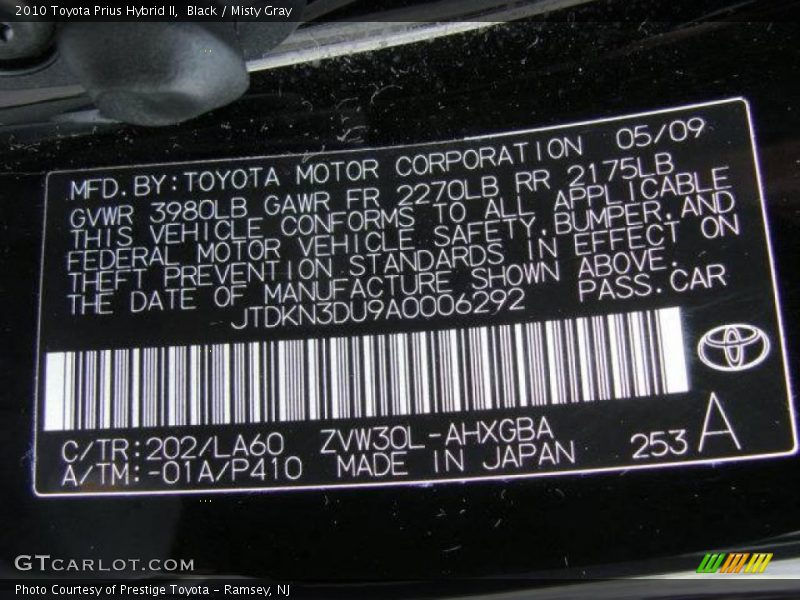 2010 Toyota Prius Hybrid II,  Black / Misty Gray
MFD. BY: TOYOTA MOTOR CORPORATION 05/09
GVWR 3980LB GAWR FR 2270LB RR 2175LB
THIS VEHICLE CONFORMS TO ALL APPLICABLE
FEDERAL MOTOR VEHICLE SAFETY, BUMPER, AND
THEFT PREVENTION STANDARDS IN EFFECT ON
THE DATE OF MANUFACTURE SHOWN ABOVE.
JTDKN3DU9A0006292 PASS. CAR
C/TR: 202/LA60 ZVW30L-AHXGBA
A/TM: -01A/P410 MADE IN JAPAN 253 A
GTCARLOT.COM
Photo Courtesy of Prestige Toyota - Ramsey, NJ